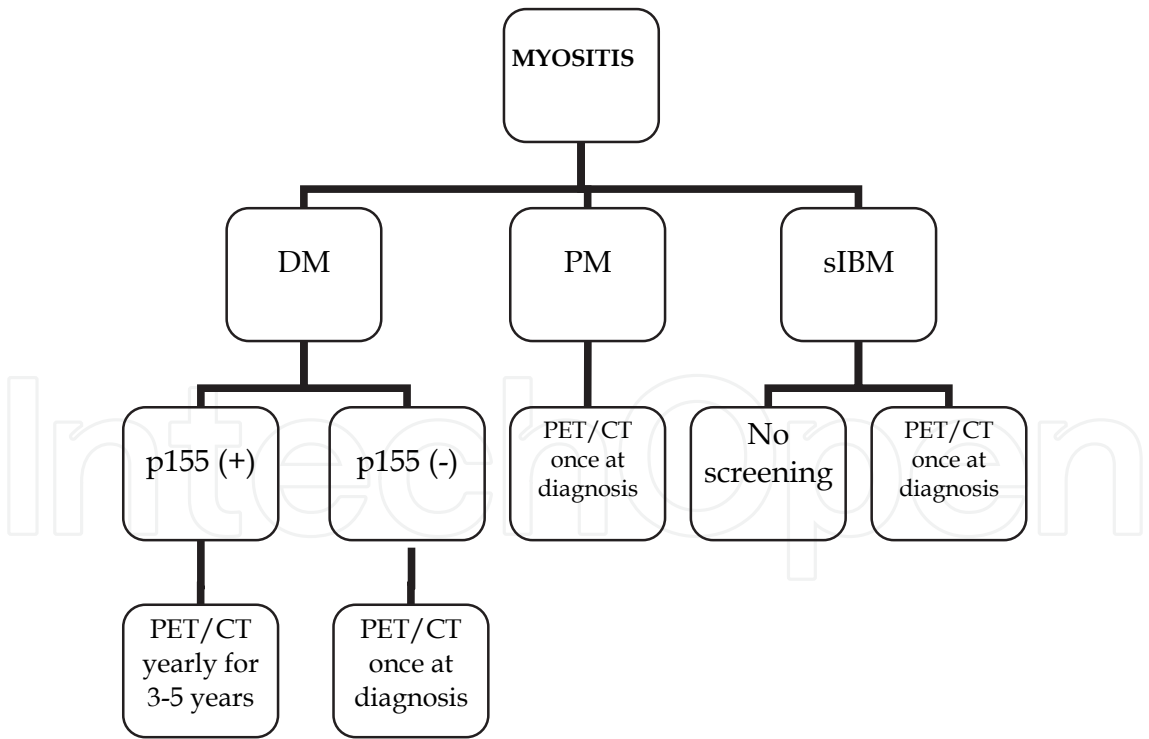 MYOSITIS
DM
PM
sIBM
p155 (+)
p155 (-)
PET/CT
once at
diagnosis
No
screening
PET/CT
once at
diagnosis
PET/CT
yearly for
3-5 years
PET/CT
once at
diagnosis
IntechOpen